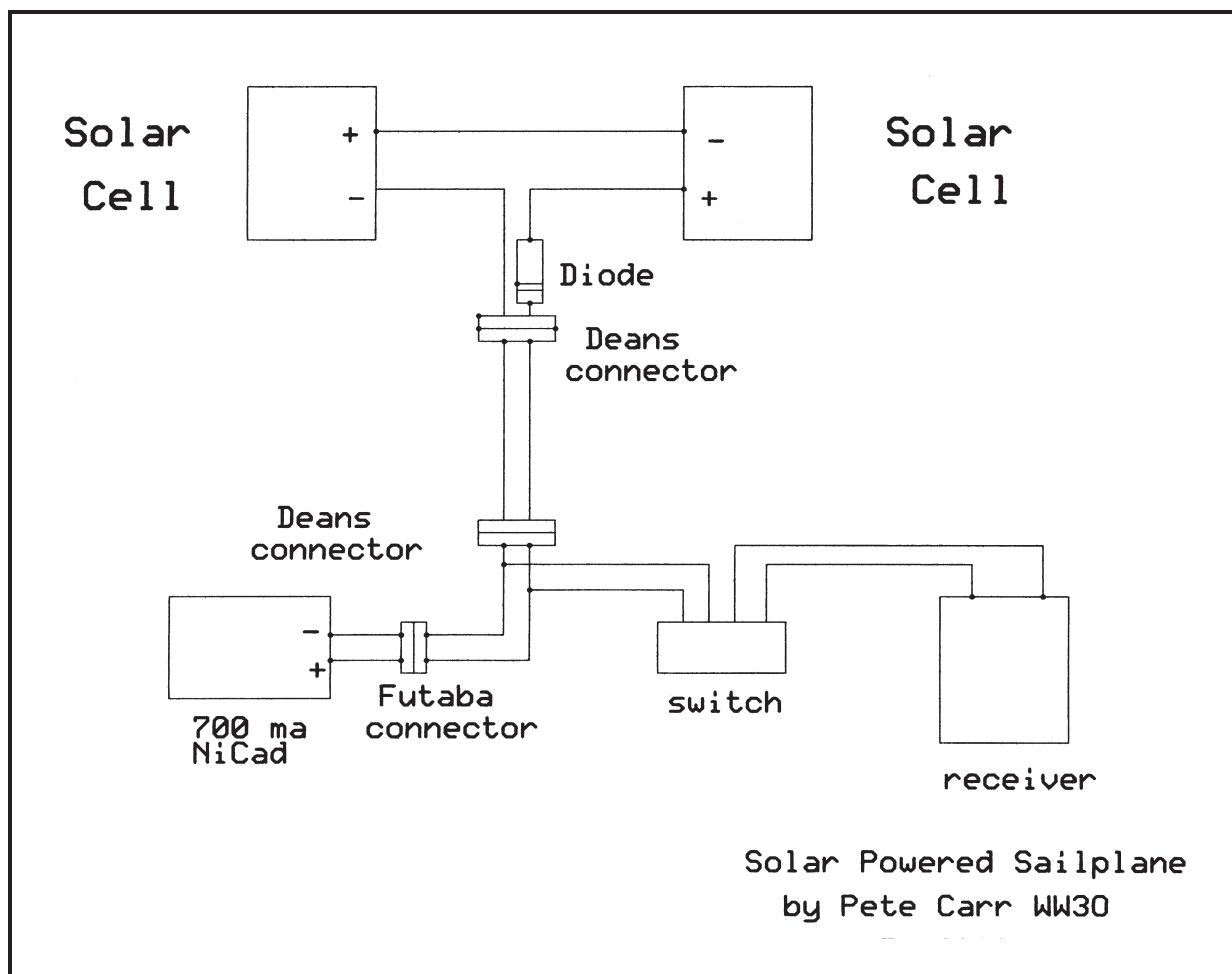 Solar
Cell
+
-
-
+
Solar
Cell
Diode
Deans
connector
Deans
connector
-
+
700 ma
NiCad
Futaba
connector
switch
receiver
Solar Powered Sailplane
by Pete Carr WW3O